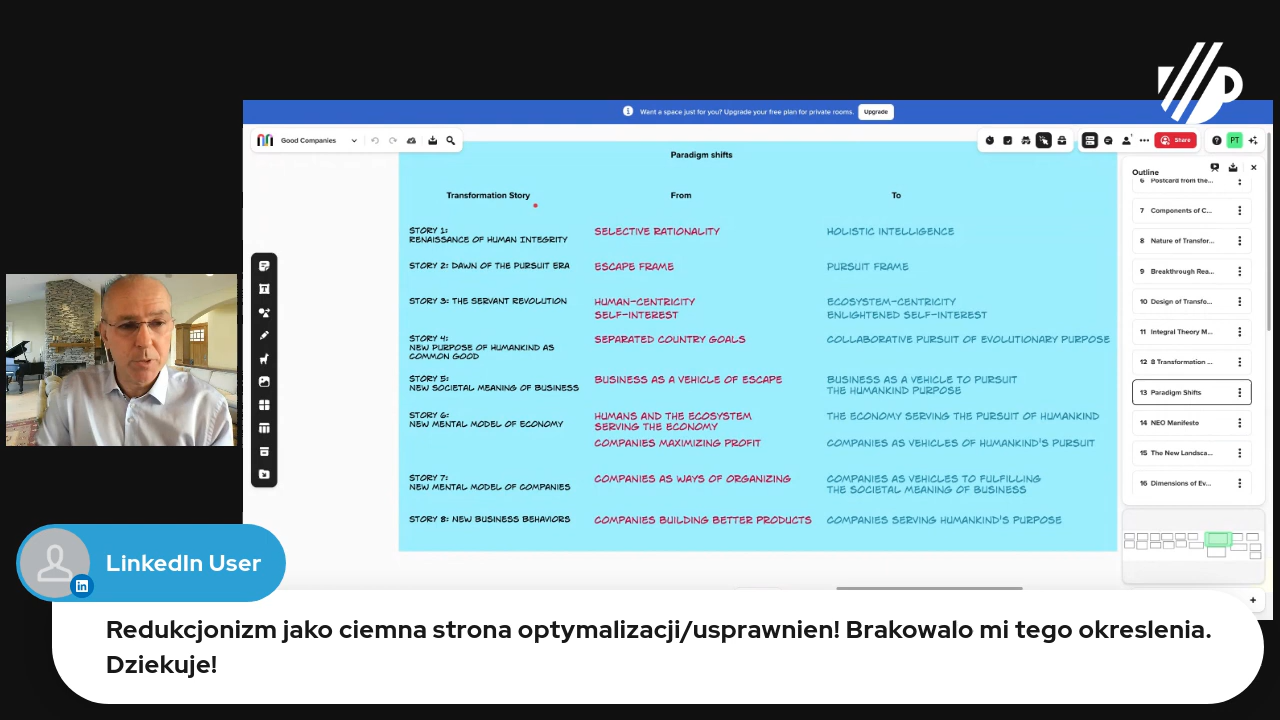 Want a space just for you? Upgrade your free plan for private rooms.
Upgrade
Good Companies
Share
PT
Paradigm shifts
Transformation Story
From
To
STORY 1:
RENAISSANCE OF HUMAN INTEGRITY
SELECTIVE RATIONALITY
HOLISTIC INTELLIGENCE
STORY 2: DAWN OF THE PURSUIT ERA
ESCAPE FRAME
PURSUIT FRAME
STORY 3: THE SERVANT REVOLUTION
HUMAN-CENTRICITY
SELF-INTEREST
ECOSYSTEM-CENTRICITY
ENLIGHTENED SELF-INTEREST
STORY 4:
NEW PURPOSE OF HUMANKIND AS
COMMON GOOD
SEPARATED COUNTRY GOALS
COLLABORATIVE PURSUIT OF EVOLUTIONARY PURPOSE
STORY 5:
NEW SOCIETAL MEANING OF BUSINESS
BUSINESS AS A VEHICLE OF ESCAPE
BUSINESS AS A VEHICLE TO PURSUIT
THE HUMANKIND PURPOSE
STORY 6:
NEW MENTAL MODEL OF ECONOMY
HUMANS AND THE ECOSYSTEM
SERVING THE ECONOMY
THE ECONOMY SERVING THE PURSUIT OF HUMANKIND
COMPANIES MAXIMIZING PROFIT
COMPANIES AS VEHICLES OF HUMANKIND'S PURSUIT
STORY 7:
NEW MENTAL MODEL OF COMPANIES
COMPANIES AS WAYS OF ORGANIZING
COMPANIES AS VEHICLES TO FULFILLING
THE SOCIETAL MEANING OF BUSINESS
STORY 8: NEW BUSINESS BEHAVIORS
COMPANIES BUILDING BETTER PRODUCTS
COMPANIES SERVING HUMANKIND'S PURPOSE
Outline
6 Postcard from the...
7 Components of C...
8 Nature of Transfor...
9 Breakthrough Rea...
10 Design of Transfo...
11 Integral Theory M...
12 8 Transformation ...
13 Paradigm Shifts
14 NEO Manifesto
15 The New Landsca...
16 Dimensions of Ev...
LinkedIn User
in
Redukcjonizm jako ciemna strona optymalizacji/usprawnien! Brakowalo mi tego okreslenia.
Dziekuje!